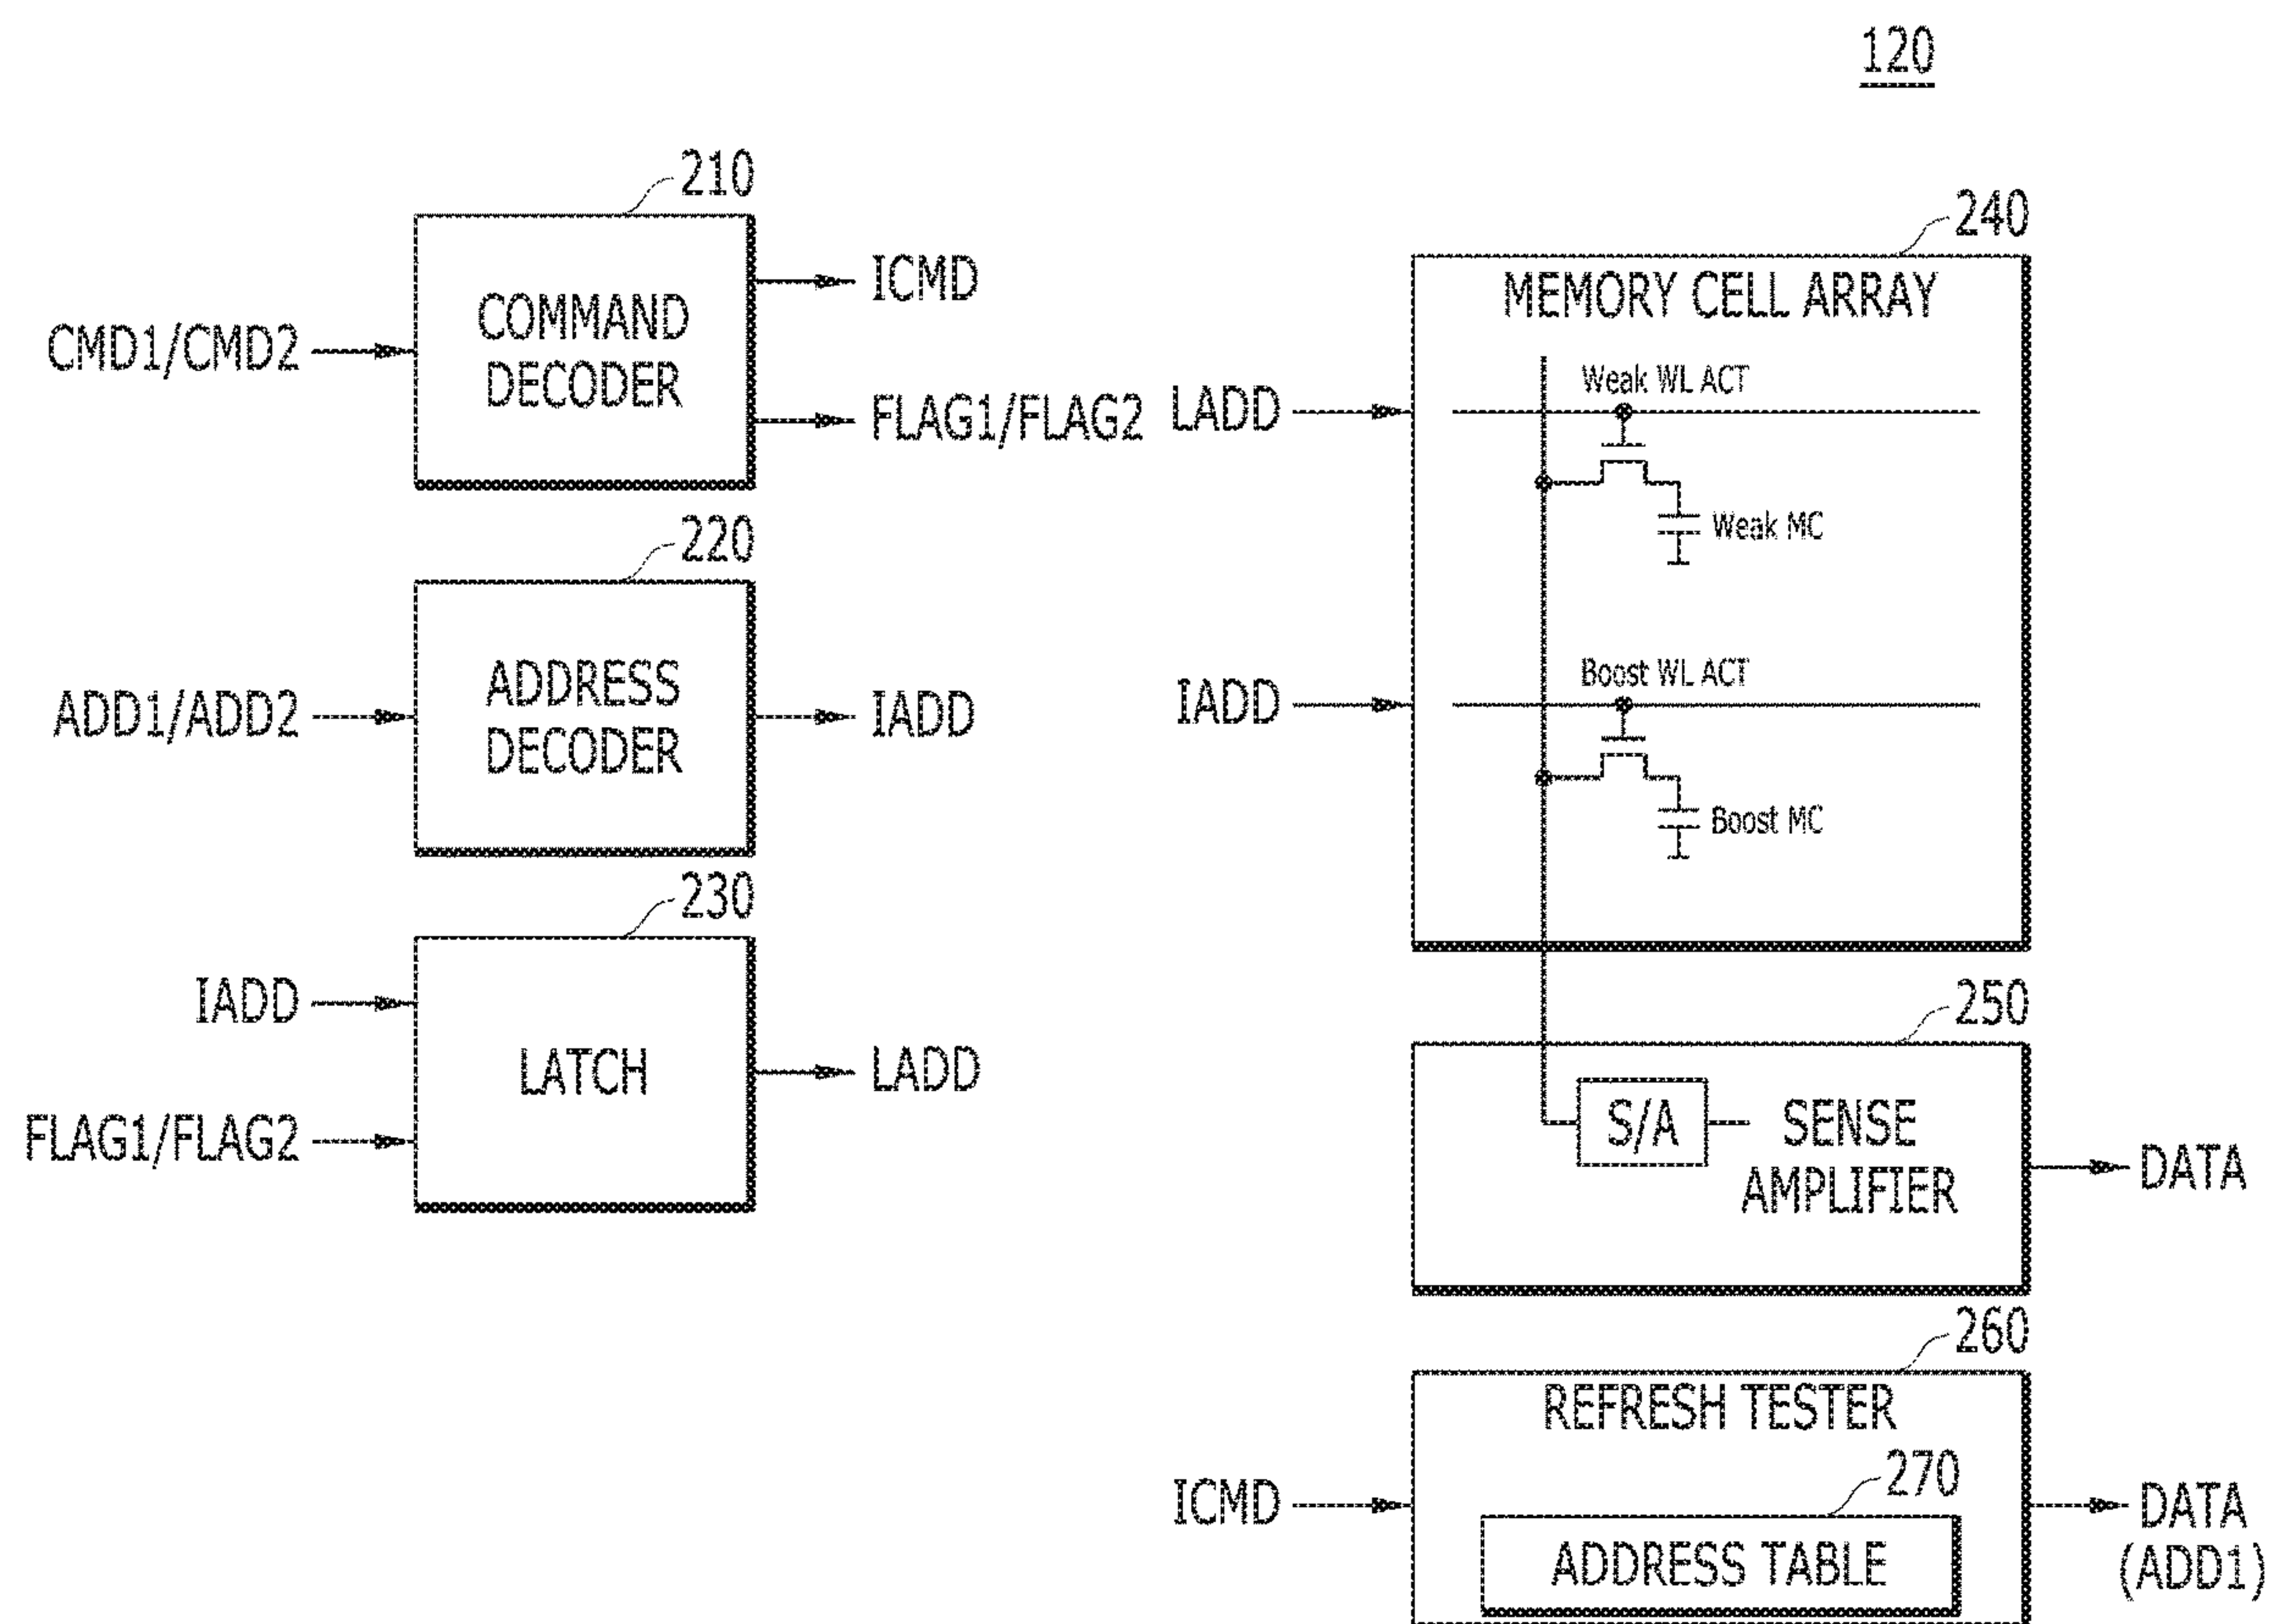 120
210
CMD1/CMD2
COMMAND
DECODER
ICMD
FLAG1/FLAG2
220
ADD1/ADD2
ADDRESS
DECODER
IADD
230
IADD
FLAG1/FLAG2
LATCH
LADD
240
MEMORY CELL ARRAY
LADD
Weak WL ACT
Weak MC
IADD
Boost WL ACT
Boost MC
250
S/A
SENSE
AMPLIFIER
DATA
260
REFRESH TESTER
ICMD
270
ADDRESS TABLE
DATA
(ADD1)